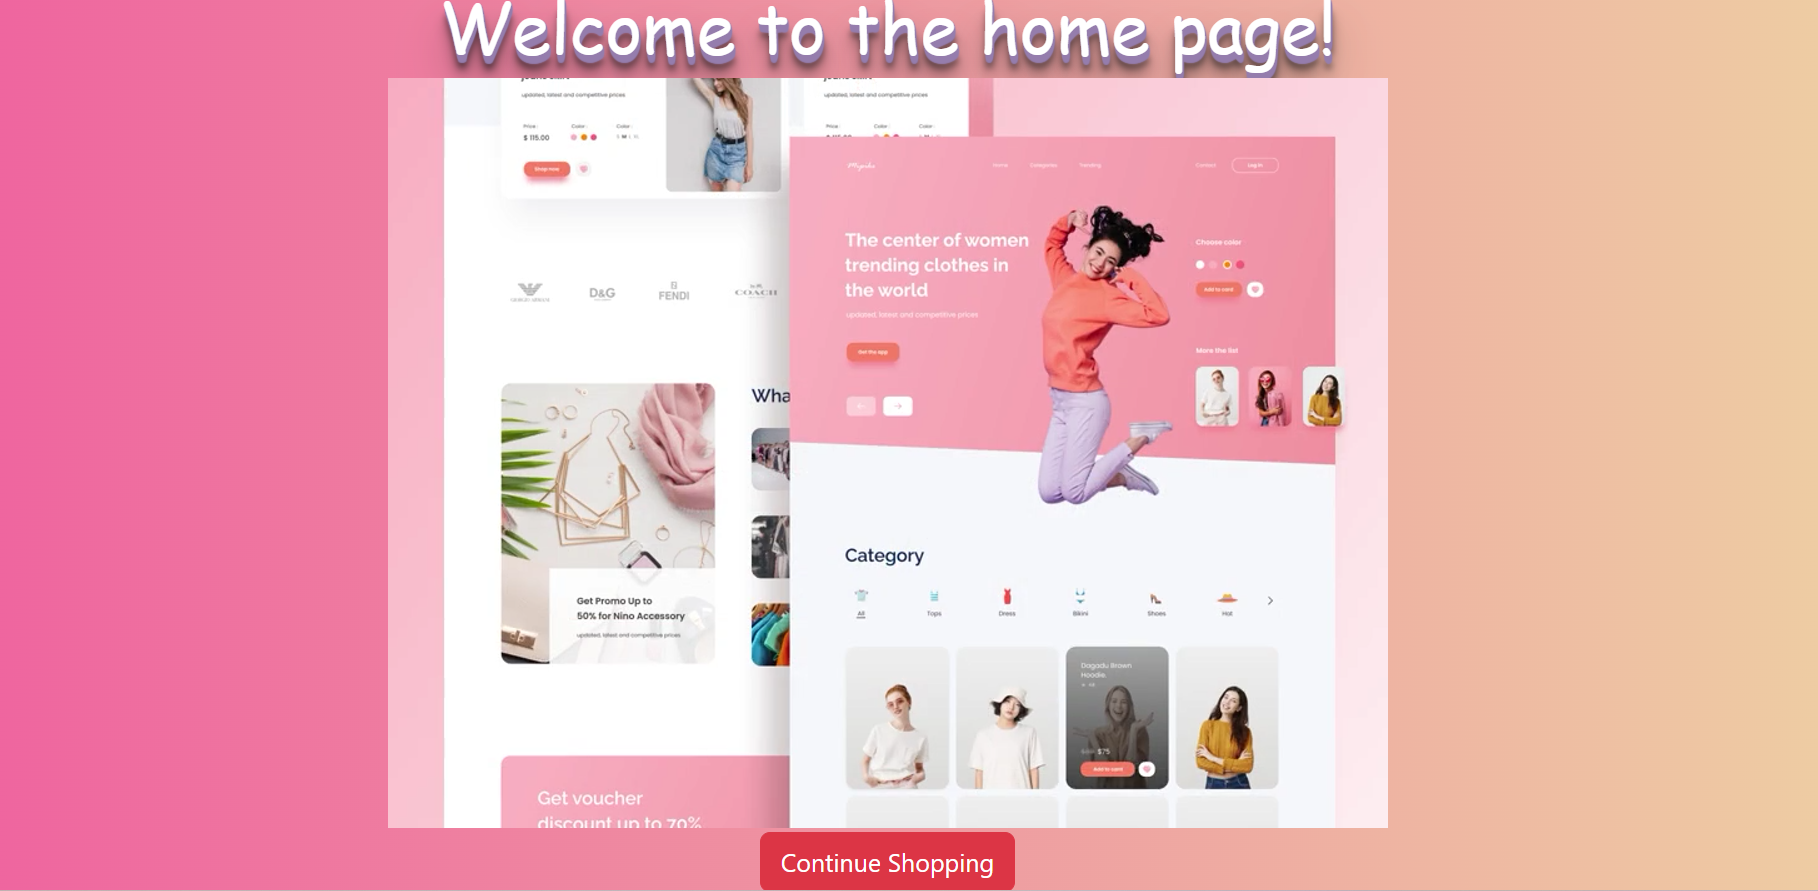 Welcome to the home page!
updated, latest and competitive prices
Price :
Color :
Color :
$ 115.00
Shop now
updated, latest and competitive prices
Price :
Color :
Color :
GIORGIO ARMANI
D&G
FENDI
COACH
Wha
Get Promo Up to
50% for Nino Accessory
updated, latest and competitive prices
Get voucher
discount up to 70%
Home
Categories
Trending
Contact
Log In
The center of women
trending clothes in
the world
updated, latest and competitive prices
Get the app
Choose color
Add to card
More the list
Category
All
Tops
Dress
Bikini
Shoes
Hat
Dagadu Brown
Hoodie.
$75
Add to card
Continue Shopping